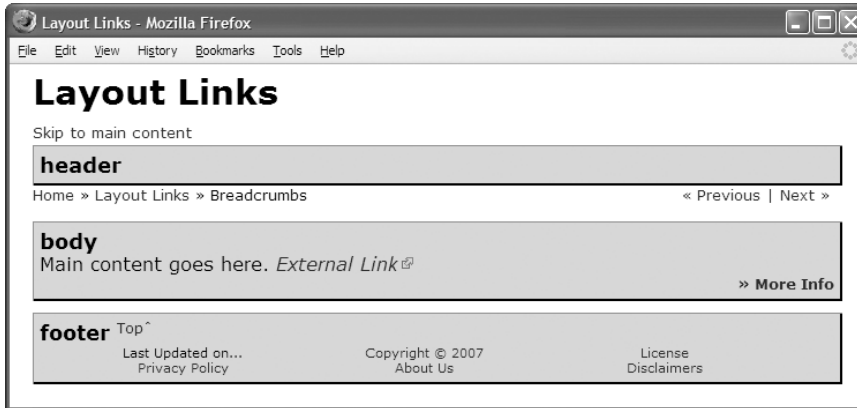 Layout Links - Mozilla Firefox
File Edit View History Bookmarks Tools Help
Layout Links
Skip to main content
header
Home » Layout Links » Breadcrumbs « Previous | Next »
body
Main content goes here. External Link
» More Info
footer Topˆ
Last Updated on... Copyright © 2007 License
Privacy Policy About Us Disclaimers